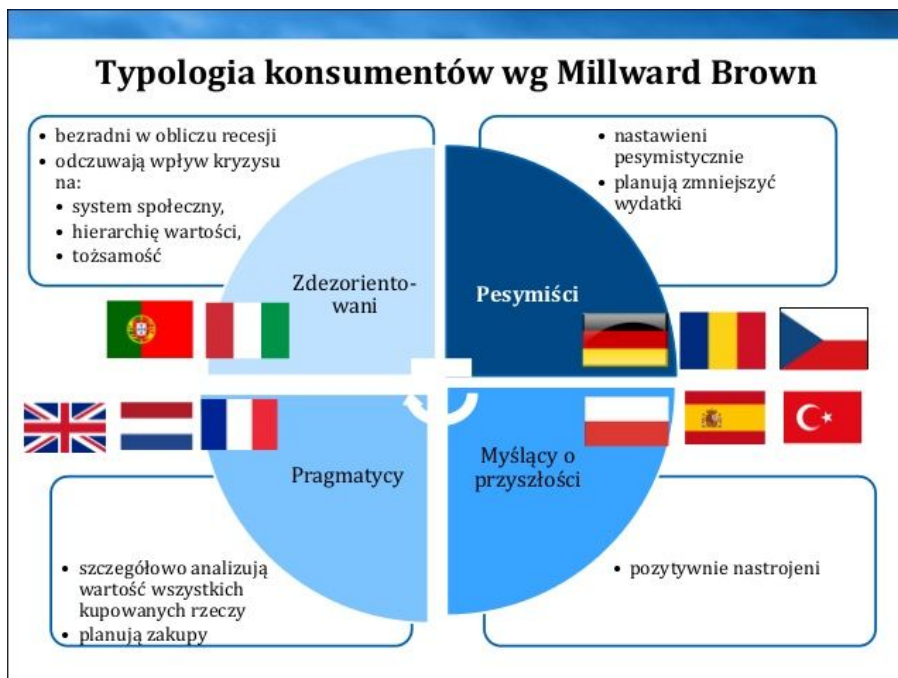 Typologia konsumentów wg Millward Brown
• bezradni w obliczu recesji
• odczuwają wpływ kryzysu
na:
• system społeczny,
• hierarchię wartości,
• tożsamość
• nastawieni
pesymistycznie
• planują zmniejszyć
wydatki
Zdezoriento-
wani
Pesymiści
Pragmatycy
Myślący o
przyszłości
• szczegółowo analizują
wartość wszystkich
kupowanych rzeczy
• planują zakupy
• pozytywnie nastrojeni